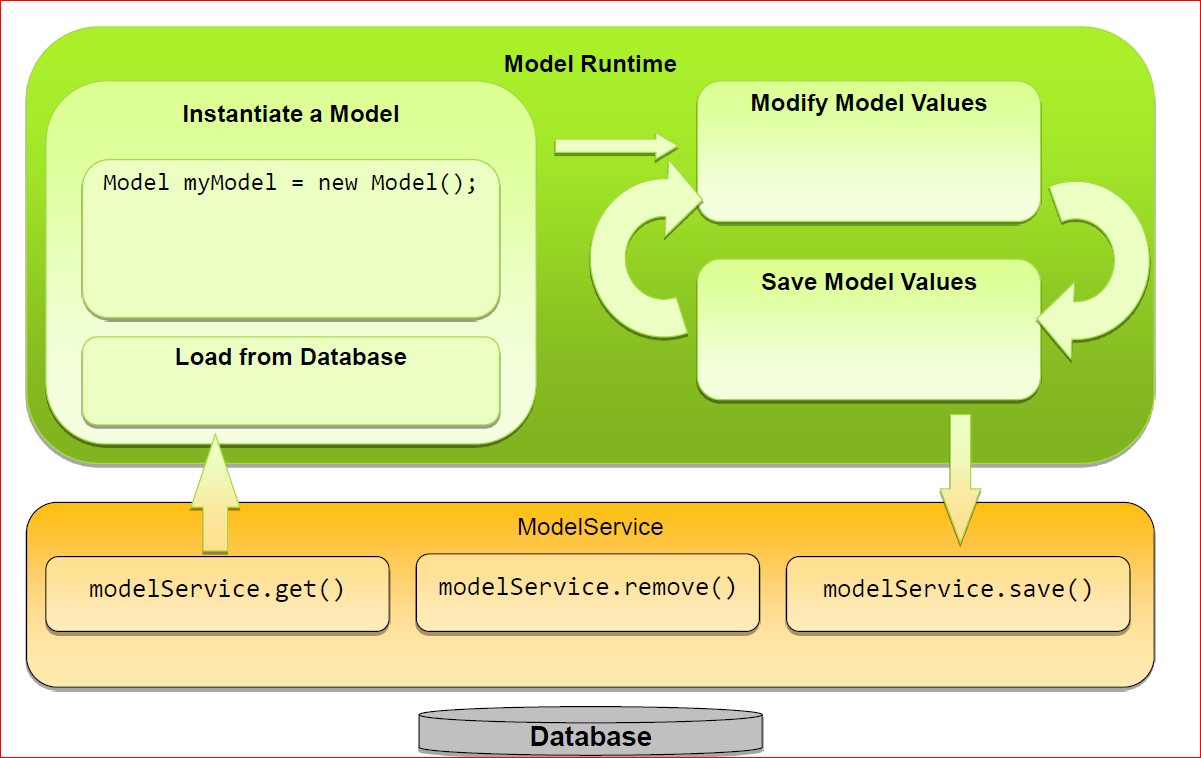 Model Runtime
Instantiate a Model
Model myModel = new Model();
Load from Database
Modify Model Values
Save Model Values
ModelService
modelService.get()
modelService.remove()
modelService.save()
Database